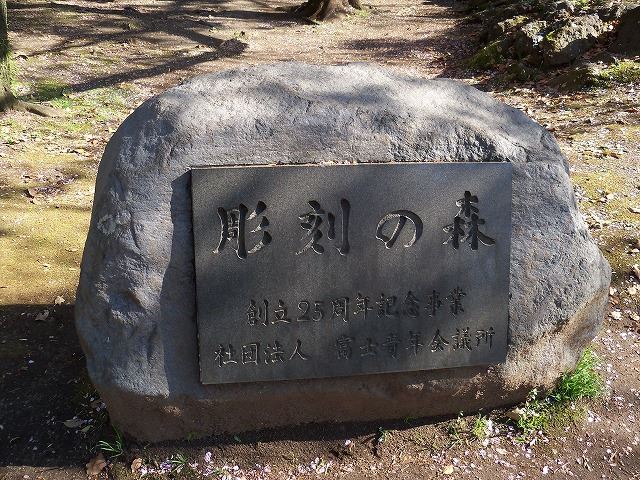 彫刻の森
創立25周年記念事業
社団法人 富士青年会議所